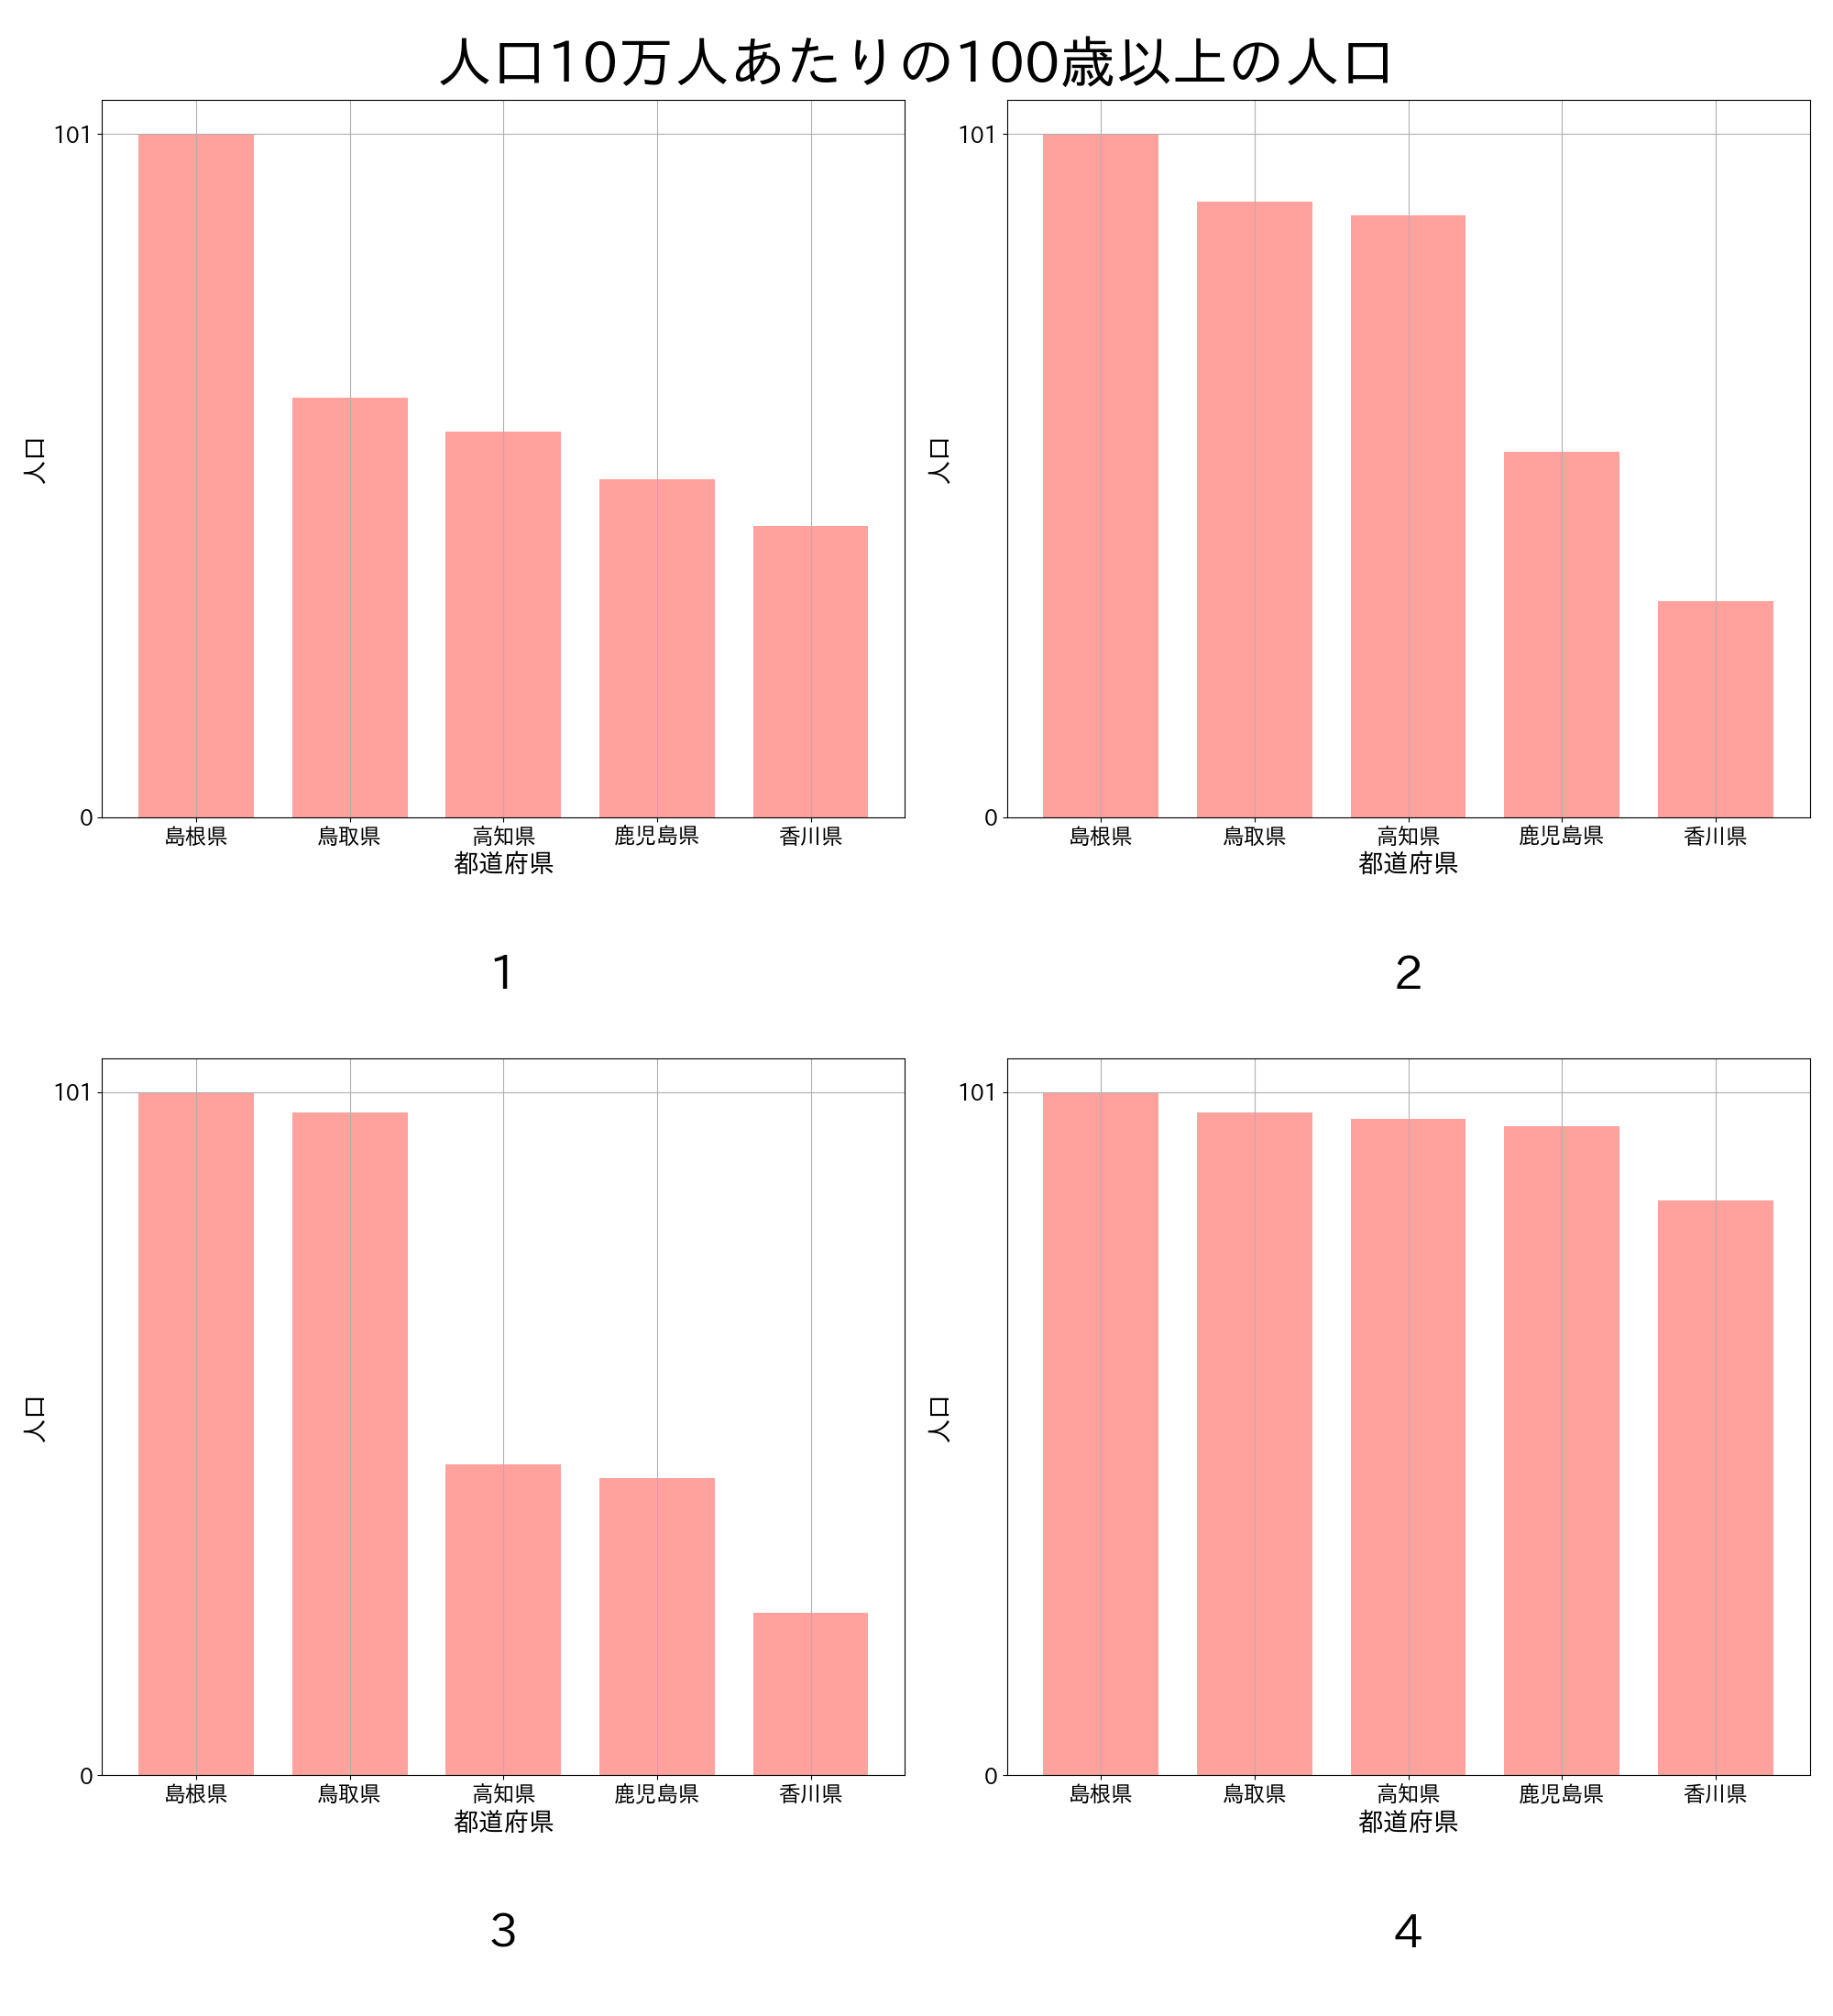 人口10万人あたりの100歳以上の人口
101
0
人口
島根県 鳥取県 高知県 鹿児島県 香川県
都道府県
1
101
0
人口
島根県 鳥取県 高知県 鹿児島県 香川県
都道府県
2
101
0
人口
島根県 鳥取県 高知県 鹿児島県 香川県
都道府県
3
101
0
人口
島根県 鳥取県 高知県 鹿児島県 香川県
都道府県
4